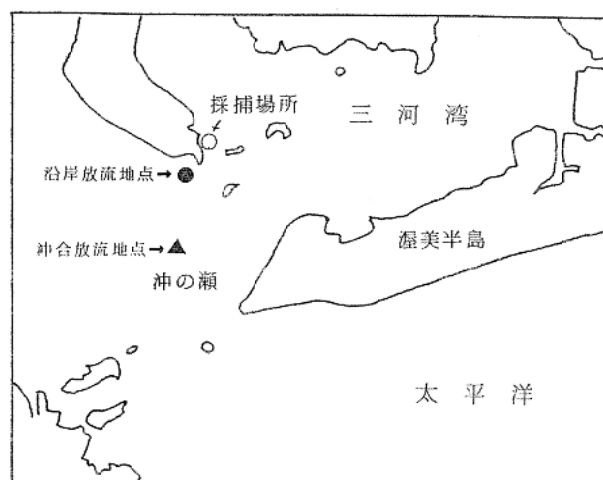 採捕場所
三河湾
沿岸放流地点→
沖合放流地点→
渥美半島
沖の瀬
太平洋